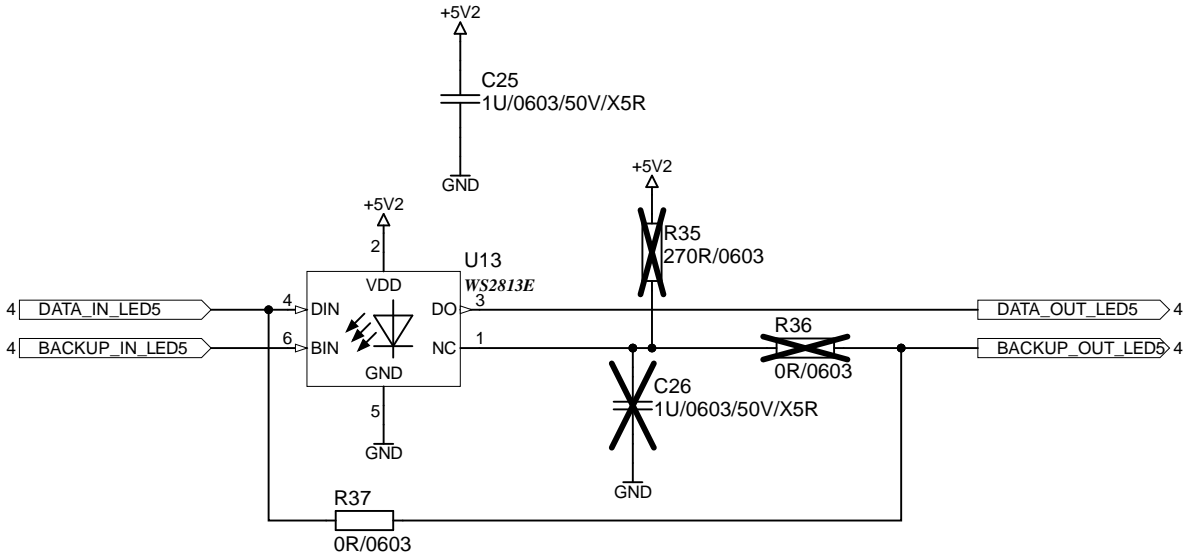 +5V2
C25
1U/0603/50V/X5R
GND
+5V2
+5V2
R35
270R/0603
2
U13
WS2813E
VDD
4 DATA_IN_LED5 4 DIN DO 3 DATA_OUT_LED5 4
4 BACKUP_IN_LED5 6 BIN NC 1 R36 BACKUP_OUT_LED5 4
0R/0603
GND
C26
1U/0603/50V/X5R
5
GND
GND
R37
0R/0603